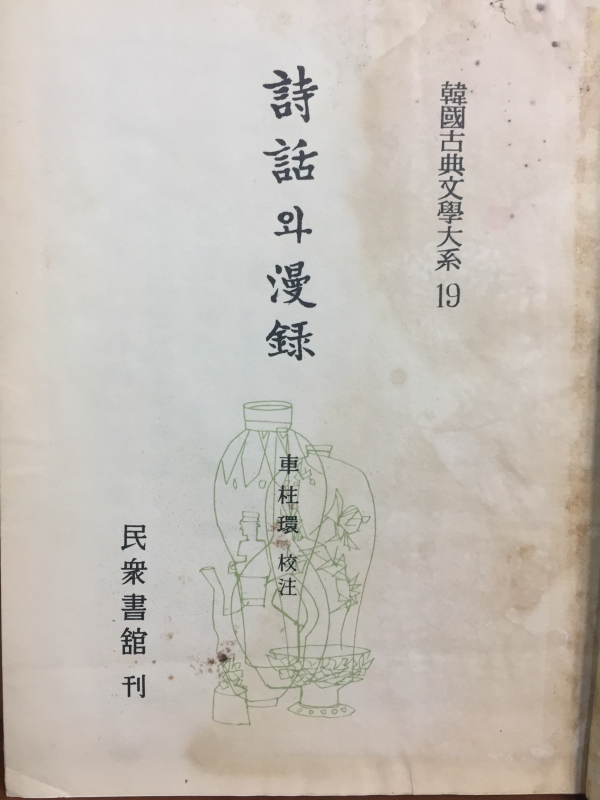 韓國古典文學大系 19
詩話와 漫録
車柱環 校注
民衆書舘 刊